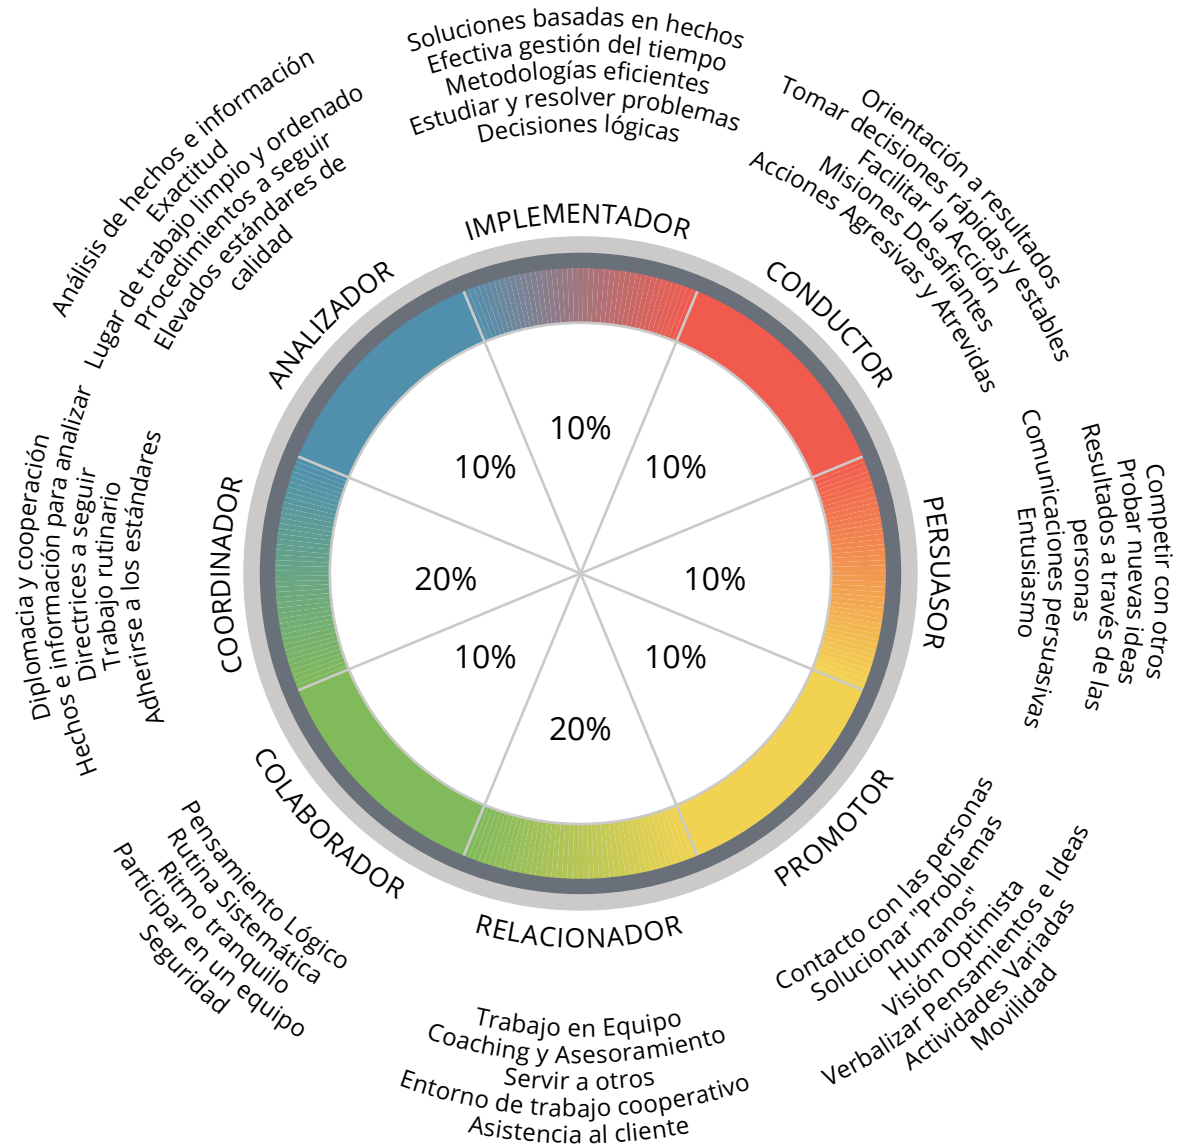 Soluciones basadas en hechos
Efectiva gestión del tiempo
Metodologías eficientes
Estudiar y resolver problemas
Decisiones lógicas
IMPLEMENTADOR
10%
Orientación a resultados
Tomar decisiones rápidas y estables
Facilitar la Acción
Misiones Desafiantes
Acciones Agresivas y Atrevidas
CONDUCTOR
10%
Competir con otros
Probar nuevas ideas
Resultados a través de las
personas
Comunicaciones persuasivas
Entusiasmo
PERSUASOR
10%
Contacto con las personas
Solucionar "Problemas
Humanos"
Visión Optimista
Verbalizar Pensamientos e Ideas
Actividades Variadas
Movilidad
PROMOTOR
10%
RELACIONADOR
20%
Trabajo en Equipo
Coaching y Asesoramiento
Servir a otros
Entorno de trabajo cooperativo
Asistencia al cliente
COLABORADOR
10%
Pensamiento Lógico
Rutina Sistemática
Ritmo tranquilo
Participar en un equipo
Seguridad
COORDINADOR
20%
Diplomacia y cooperación
Hechos e información para analizar
Directrices a seguir
Trabajo rutinario
Adherirse a los estándares
ANALIZADOR
10%
Análisis de hechos e información
Exactitud
Lugar de trabajo limpio y ordenado
Procedimientos a seguir
Elevados estándares de
calidad